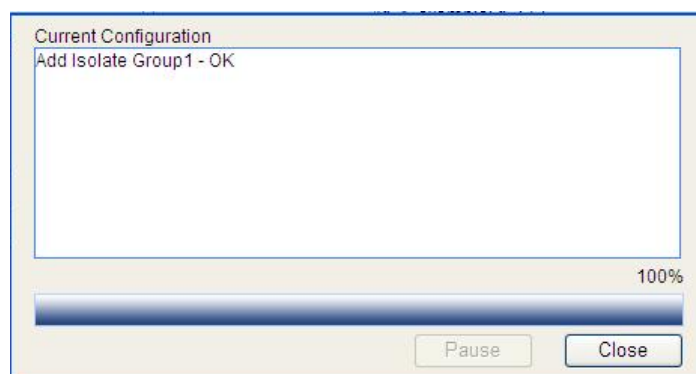 Current Configuration
Add Isolate Group1 - OK
100%
Pause
Close